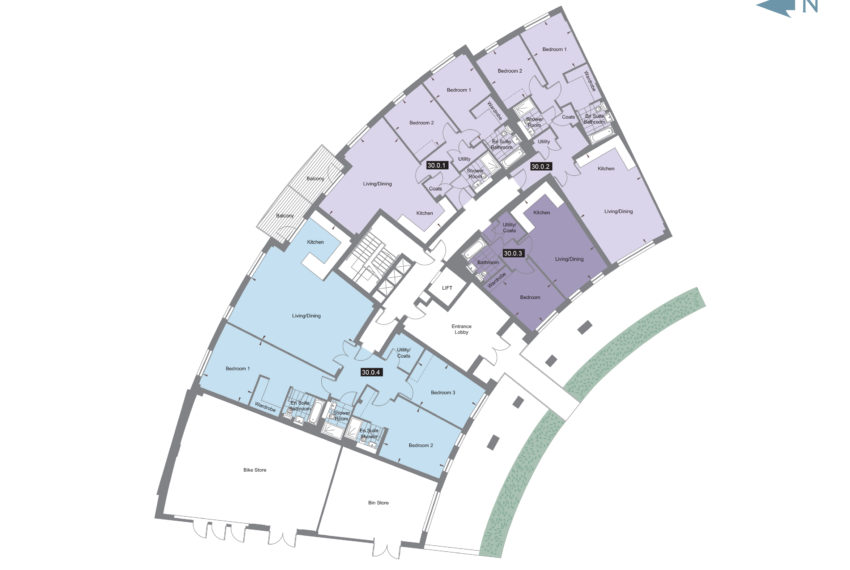 N
Bedroom 1
Bedroom 2
Wardrobe
Shower
Room
Coats
En Suite
Bathroom
Utility
30.0.2
Kitchen
Living/Dining
Bedroom 1
Bedroom 2
Wardrobe
En Suite
Bathroom
Utility
30.0.1
Shower
Room
Coats
Living/Dining
Kitchen
Balcony
Balcony
Kitchen
Utility/
Coats
30.0.3
Bathroom
Living/Dining
Wardrobe
Bedroom
Kitchen
LIFT
Living/Dining
Entrance
Lobby
Utility/
Coats
30.0.4
Bedroom 1
Bedroom 3
Wardrobe
En Suite
Bathroom
Shower
Room
En Suite
Shower
Bedroom 2
Bike Store
Bin Store